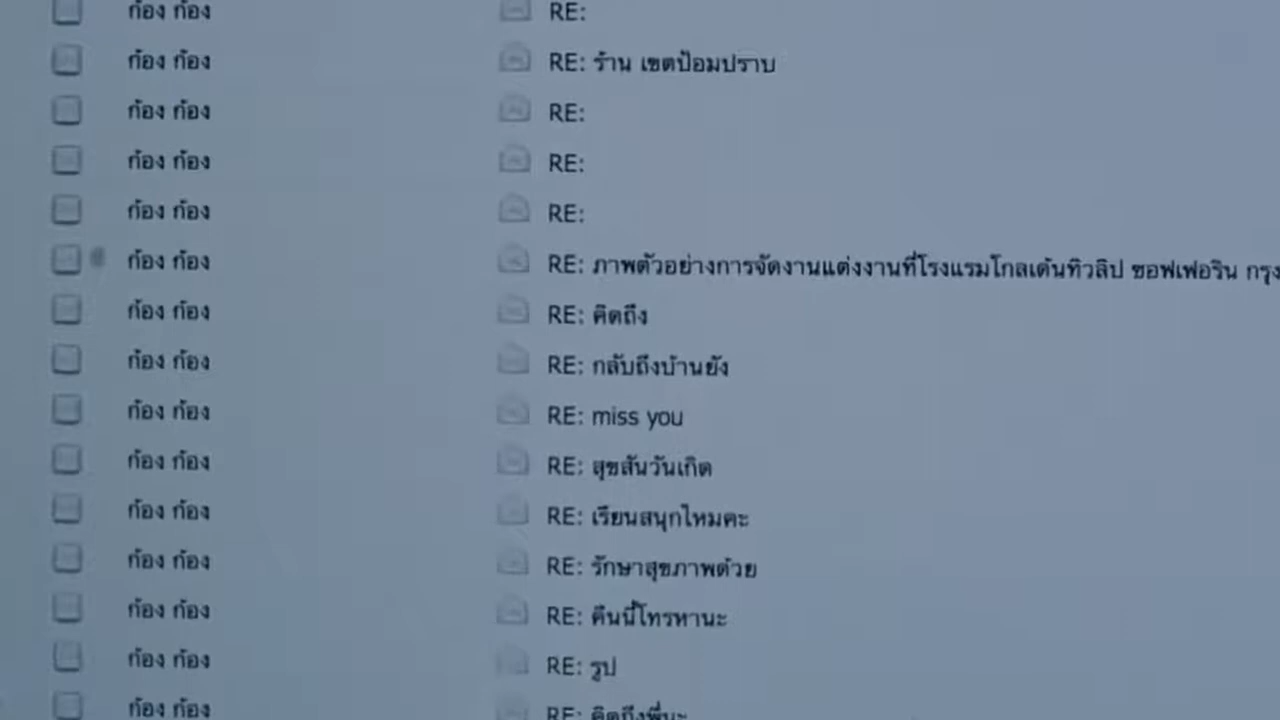 ก้อง ก้อง RE:
ก้อง ก้อง RE: ร้าน เขตป้อมปราบ
ก้อง ก้อง RE:
ก้อง ก้อง RE:
ก้อง ก้อง RE:
ก้อง ก้อง RE: ภาพตัวอย่างการจัดงานแต่งงานที่โรงแรมโกลเด้นทิวลิป ซอฟเฟอริน กรุง
ก้อง ก้อง RE: คิดถึง
ก้อง ก้อง RE: กลับถึงบ้านยัง
ก้อง ก้อง RE: miss you
ก้อง ก้อง RE: สุขสันวันเกิด
ก้อง ก้อง RE: เรียนสนุกไหมคะ
ก้อง ก้อง RE: รักษาสุขภาพด้วย
ก้อง ก้อง RE: คืนนี้โทรหานะ
ก้อง ก้อง RE: รูป
ก้อง ก้อง RE: คิดถึงพี่นะ